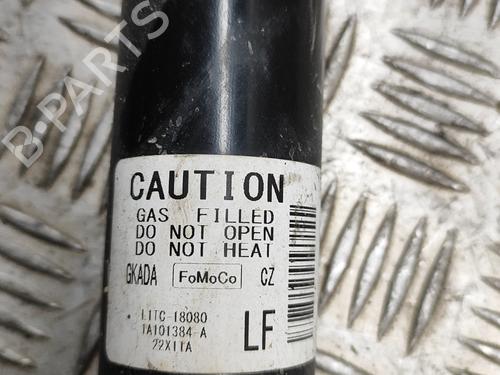 B-PARTS
CAUTION
GAS FILLED
DO NOT OPEN
DO NOT HEAT
GKADA FoMoCo CZ
L1TC-18080
1A101384-A
22X11A
LF